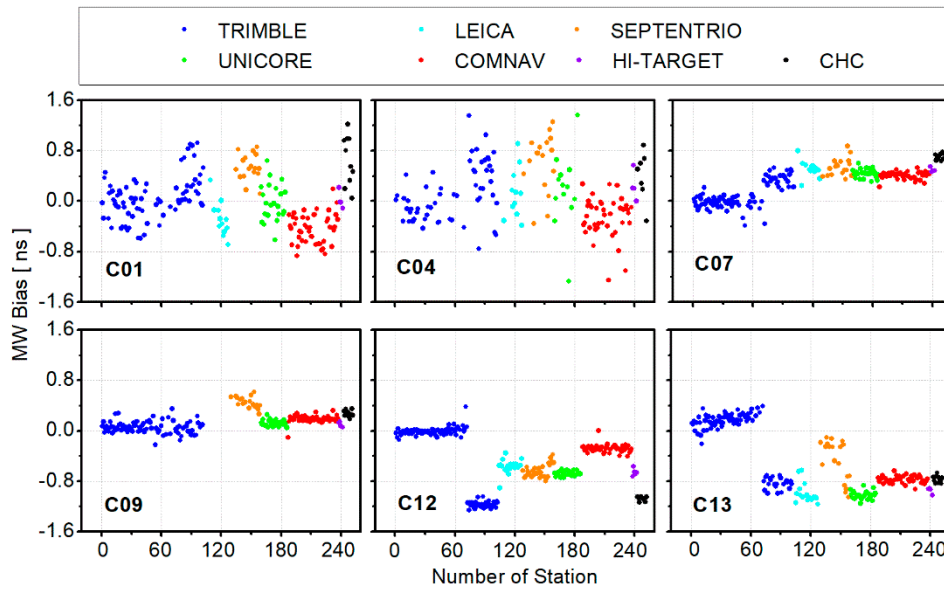 TRIMBLE LEICA SEPTENTRIO
UNICORE COMNAV HI-TARGET CHC
MW Bias [ ns ]
1.6
0.8
0.0
-0.8
-1.6
C01
C04
C07
1.6
0.8
0.0
-0.8
-1.6
C09
C12
C13
0 60 120 180 240 0 60 120 180 240 0 60 120 180 240
Number of Station